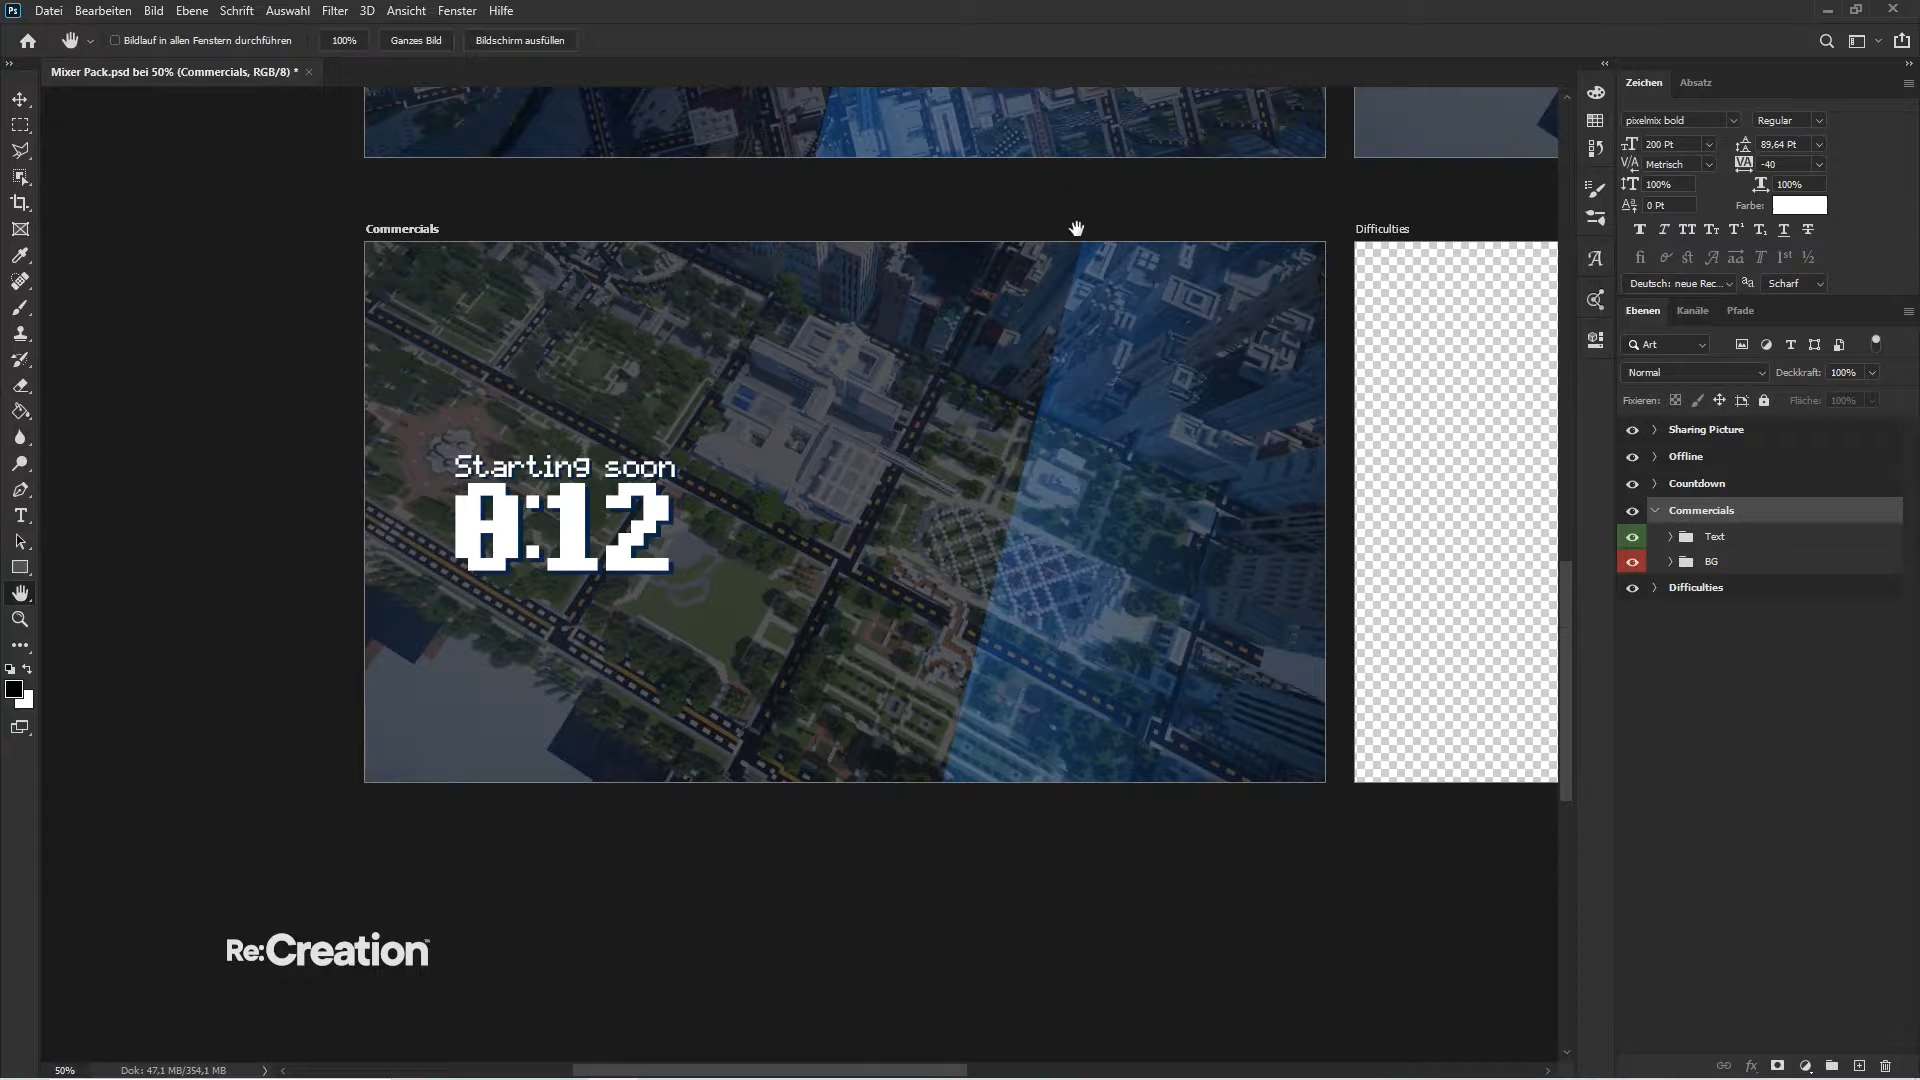 Ps Datei Bearbeiten Bild Ebene Schrift Auswahl Filter 3D Ansicht Fenster Hilfe
Bildlauf in allen Fenstern durchführen 100% Ganzes Bild Bildschirm ausfüllen
Mixer Pack.psd bei 50% (Commercials, RGB/8) *
Zeichen Absatz
pixelmix bold Regular
200 Pt 89,64 Pt
Metrisch -40
100% 100%
0 Pt Farbe:
Deutsch: neue Rec... Scharf
Ebenen Kanäle Pfade
Art
Normal Deckkraft: 100%
Fixieren: Fläche: 100%
Sharing Picture
Offline
Countdown
Commercials
Text
BG
Difficulties
Commercials
Difficulties
Starting soon
0:12
Re:Creation™
50% Dok: 47,1 MB/354,1 MB